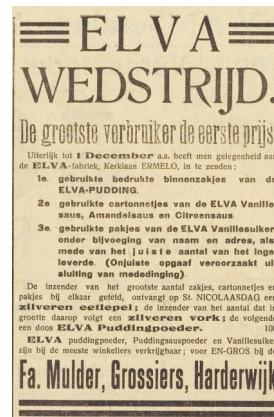 ELVA
WEDSTRIJD.
De grootste verbruiker de eerste prijs
Uiterlijk tot 1 December a.s. heeft men gelegenheid aan
de ELVA-fabriek, Kerklaan ERMELO, in te zenden:
1e. gebruikte bedrukte binnenzakjes van de
ELVA-PUDDING.
2e gebruikte cartonnetjes van de ELVA Vanille
saus, Amandelsaus en Citroensaus.
3e. gebruikte pakjes van de ELVA Vanillesuiker
onder bijvoeging van naam en adres, als
mede van het juiste aantal van het inge
leverde. (Onjuiste opgaaf veroorzaakt ui
sluiting van mededinging).
De inzender van het grootste aantal zakjes, cartonnetjes en
pakjes bij elkaar gefeld, ontvangt op St. NICOLAASDAG een
zilveren eetlepel; de inzender van het aantal dat in
grootte daarop volgt een zilveren vork; de volgende
een doos ELVA Puddingpoeder. 100
ELVA puddingpoeder, Puddingsauspoeder en Vanillesuiker
zijn bij de meeste winkeliers verkrijgbaar; voor EN-GROS bij de
Fa. Mulder, Grossiers, Harderwijk